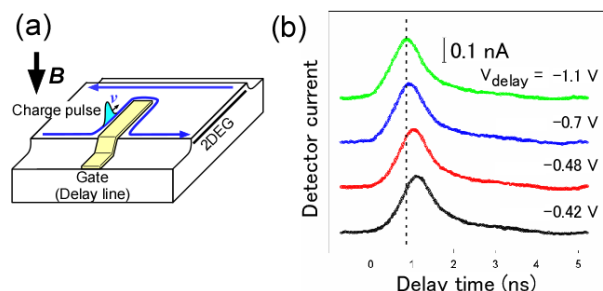 (a)
B
Charge pulse
v
2DEG
Gate
(Delay line)
(b)
0.1 nA
Vdelay = -1.1 V
-0.7 V
-0.48 V
-0.42 V
Detector current
0 1 2 3 4 5
Delay time (ns)